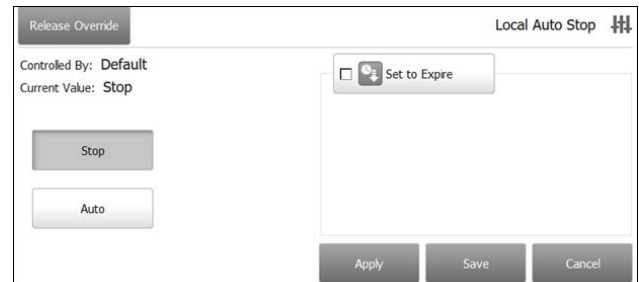 Release Override
Local Auto Stop
Controlled By: Default
Current Value: Stop
Set to Expire
Stop
Auto
Apply
Save
Cancel